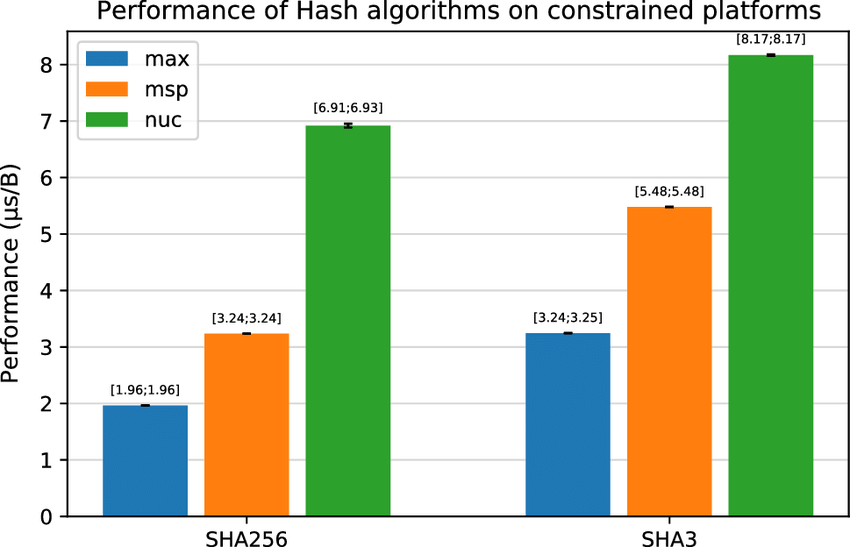 Performance of Hash algorithms on constrained platforms
max
msp
nuc
Performance (µs/B)
8
7
6
5
4
3
2
1
0
[1.96;1.96]
[3.24;3.24]
[6.91;6.93]
[3.24;3.25]
[5.48;5.48]
[8.17;8.17]
SHA256
SHA3